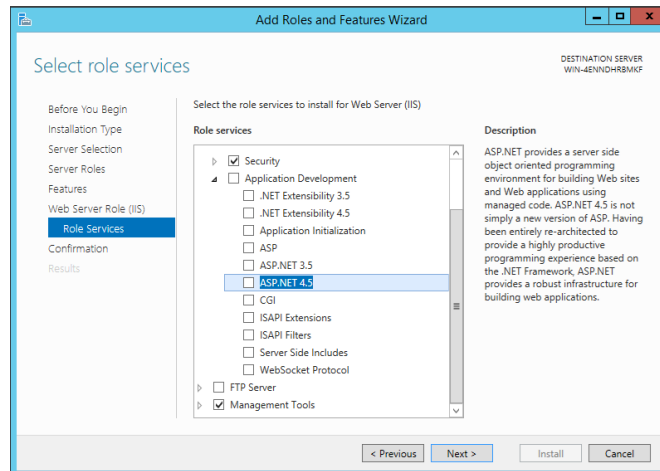 Add Roles and Features Wizard
Select role services
DESTINATION SERVER
WIN-4ENNDHR8MKF
Before You Begin
Installation Type
Server Selection
Server Roles
Features
Web Server Role (IIS)
Role Services
Confirmation
Results
Select the role services to install for Web Server (IIS)
Role services
Security
Application Development
.NET Extensibility 3.5
.NET Extensibility 4.5
Application Initialization
ASP
ASP.NET 3.5
ASP.NET 4.5
CGI
ISAPI Extensions
ISAPI Filters
Server Side Includes
WebSocket Protocol
FTP Server
Management Tools
Description
ASP.NET provides a server side
object oriented programming
environment for building Web sites
and Web applications using
managed code. ASP.NET 4.5 is not
simply a new version of ASP. Having
been entirely re-architected to
provide a highly productive
programming experience based on
the .NET Framework, ASP.NET
provides a robust infrastructure for
building web applications.
< Previous
Next >
Install
Cancel